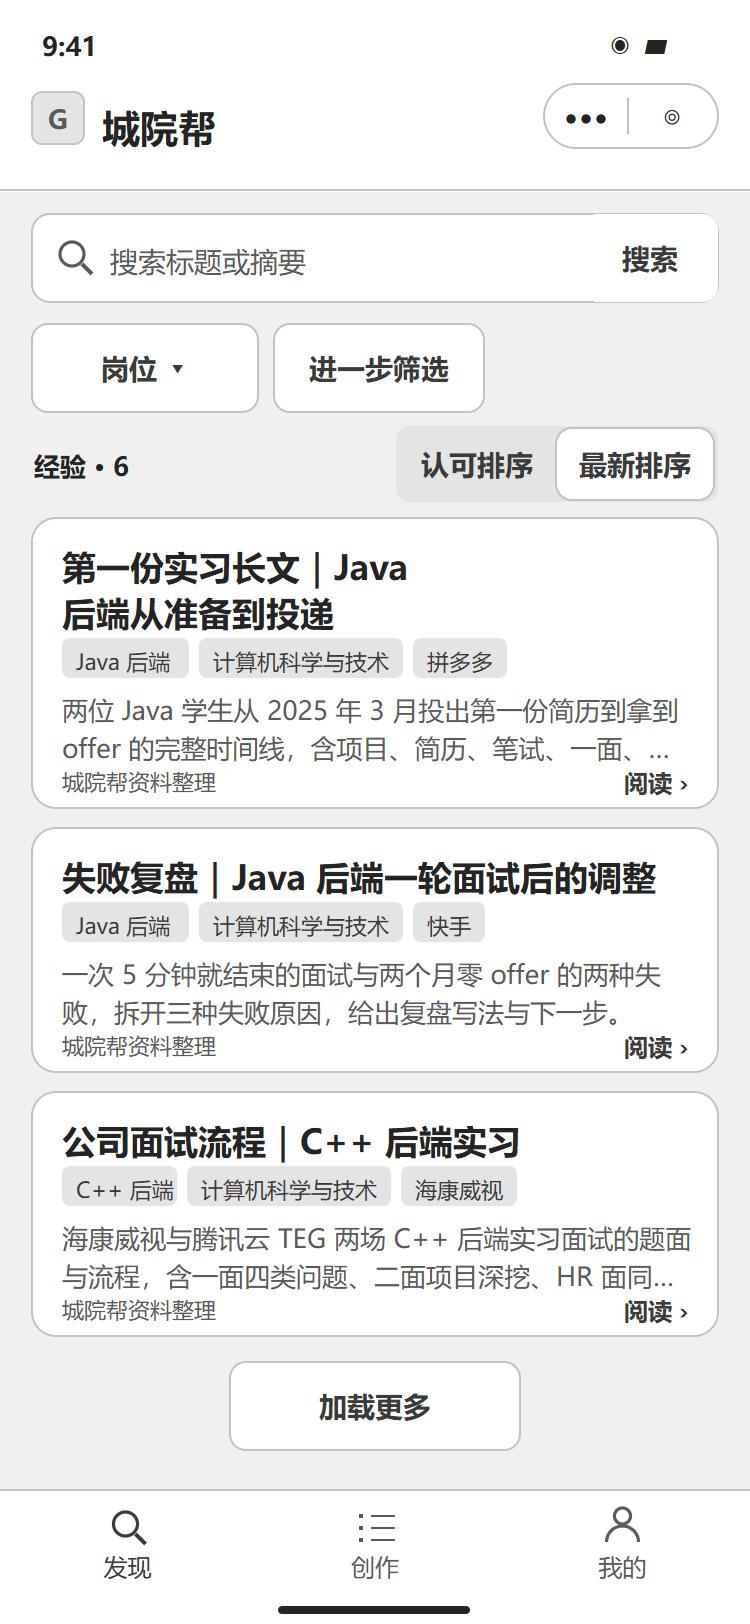 9:41
G 城院帮
搜索标题或摘要 搜索
岗位 ▼ 进一步筛选
经验 • 6 认可排序 最新排序
第一份实习长文｜Java
后端从准备到投递
Java 后端 计算机科学与技术 拼多多
两位 Java 学生从 2025 年 3 月投出第一份简历到拿到
offer 的完整时间线，含项目、简历、笔试、一面、...
城院帮资料整理 阅读 ›
失败复盘｜Java 后端一轮面试后的调整
Java 后端 计算机科学与技术 快手
一次 5 分钟就结束的面试与两个月零 offer 的两种失
败，拆开三种失败原因，给出复盘写法与下一步。
城院帮资料整理 阅读 ›
公司面试流程｜C++ 后端实习
C++ 后端 计算机科学与技术 海康威视
海康威视与腾讯云 TEG 两场 C++ 后端实习面试的题面
与流程，含一面四类问题、二面项目深挖、HR 面同...
城院帮资料整理 阅读 ›
加载更多
发现 创作 我的